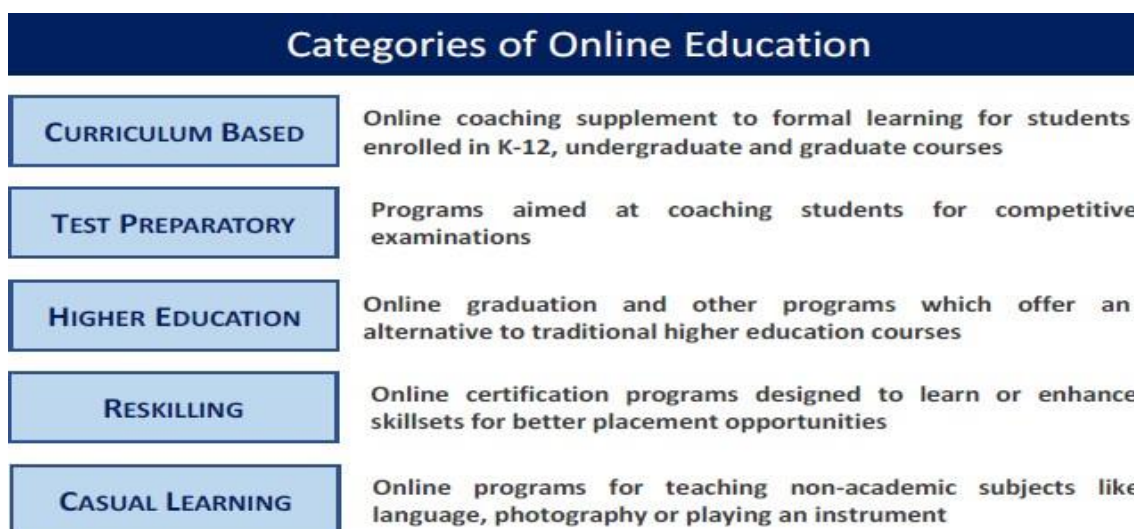 Categories of Online Education
CURRICULUM BASED
Online coaching supplement to formal learning for students
enrolled in K-12, undergraduate and graduate courses
TEST PREPARATORY
Programs aimed at coaching students for competitive
examinations
HIGHER EDUCATION
Online graduation and other programs which offer an
alternative to traditional higher education courses
RESKILLING
Online certification programs designed to learn or enhance
skillsets for better placement opportunities
CASUAL LEARNING
Online programs for teaching non-academic subjects like
language, photography or playing an instrument